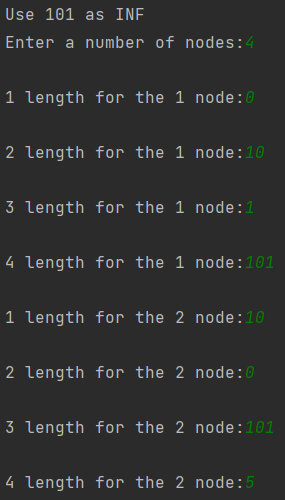 Use 101 as INF
Enter a number of nodes:4
1 length for the 1 node:0
2 length for the 1 node:10
3 length for the 1 node:1
4 length for the 1 node:101
1 length for the 2 node:10
2 length for the 2 node:0
3 length for the 2 node:101
4 length for the 2 node:5